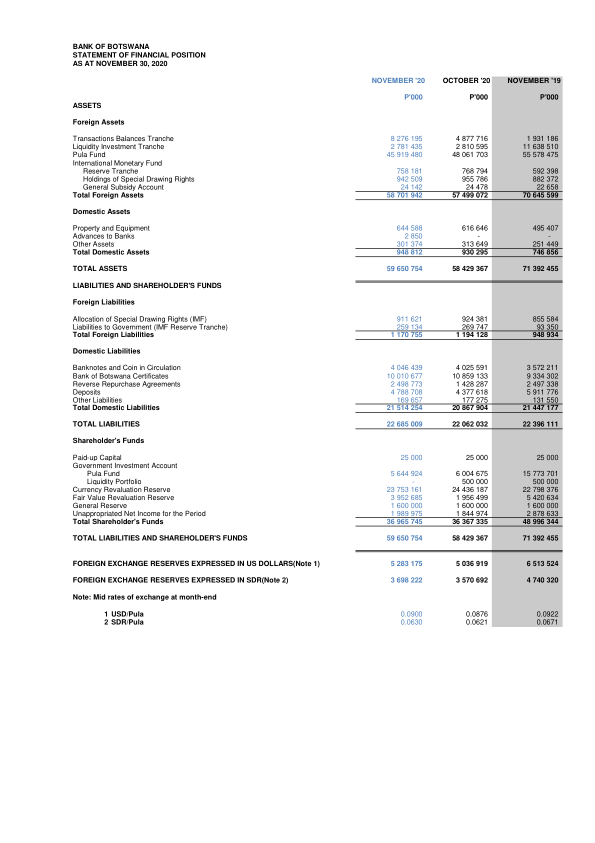 BANK OF BOTSWANA
STATEMENT OF FINANCIAL POSITION
AS AT NOVEMBER 30, 2020
NOVEMBER '20 OCTOBER '20 NOVEMBER '19
P'000 P'000 P'000
ASSETS
Foreign Assets
Transactions Balances Tranche 8 276 195 4 877 716 1 931 186
Liquidity Investment Tranche 2 781 435 2 810 595 11 638 510
Pula Fund 45 919 480 48 061 703 55 578 475
International Monetary Fund
Reserve Tranche 758 181 768 794 592 398
Holdings of Special Drawing Rights 942 509 955 786 882 372
General Subsidy Account 24 142 24 478 22 658
Total Foreign Assets 58 701 942 57 499 072 70 645 599
Domestic Assets
Property and Equipment 644 588 616 646 495 407
Advances to Banks 2 850 - -
Other Assets 301 374 313 649 251 449
Total Domestic Assets 948 812 930 295 746 856
TOTAL ASSETS 59 650 754 58 429 367 71 392 455
LIABILITIES AND SHAREHOLDER'S FUNDS
Foreign Liabilities
Allocation of Special Drawing Rights (IMF) 911 621 924 381 855 584
Liabilities to Government (IMF Reserve Tranche) 259 134 269 747 93 350
Total Foreign Liabilities 1 170 755 1 194 128 948 934
Domestic Liabilities
Banknotes and Coin in Circulation 4 046 439 4 025 591 3 572 211
Bank of Botswana Certificates 10 010 677 10 859 133 9 334 302
Reverse Repurchase Agreements 2 498 773 1 428 287 2 497 338
Deposits 4 788 708 4 377 618 5 911 776
Other Liabilities 169 657 177 275 131 550
Total Domestic Liabilities 21 514 254 20 867 904 21 447 177
TOTAL LIABILITIES 22 685 009 22 062 032 22 396 111
Shareholder's Funds
Paid-up Capital 25 000 25 000 25 000
Government Investment Account
Pula Fund 5 644 924 6 004 675 15 773 701
Liquidity Portfolio - 500 000 500 000
Currency Revaluation Reserve 23 753 161 24 436 187 22 798 376
Fair Value Revaluation Reserve 3 952 685 1 956 499 5 420 634
General Reserve 1 600 000 1 600 000 1 600 000
Unappropriated Net Income for the Period 1 989 975 1 844 974 2 878 633
Total Shareholder's Funds 36 965 745 36 367 335 48 996 344
TOTAL LIABILITIES AND SHAREHOLDER'S FUNDS 59 650 754 58 429 367 71 392 455
FOREIGN EXCHANGE RESERVES EXPRESSED IN US DOLLARS(Note 1) 5 283 175 5 036 919 6 513 524
FOREIGN EXCHANGE RESERVES EXPRESSED IN SDR(Note 2) 3 698 222 3 570 692 4 740 320
Note: Mid rates of exchange at month-end
1 USD/Pula 0.0900 0.0876 0.0922
2 SDR/Pula 0.0630 0.0621 0.0671